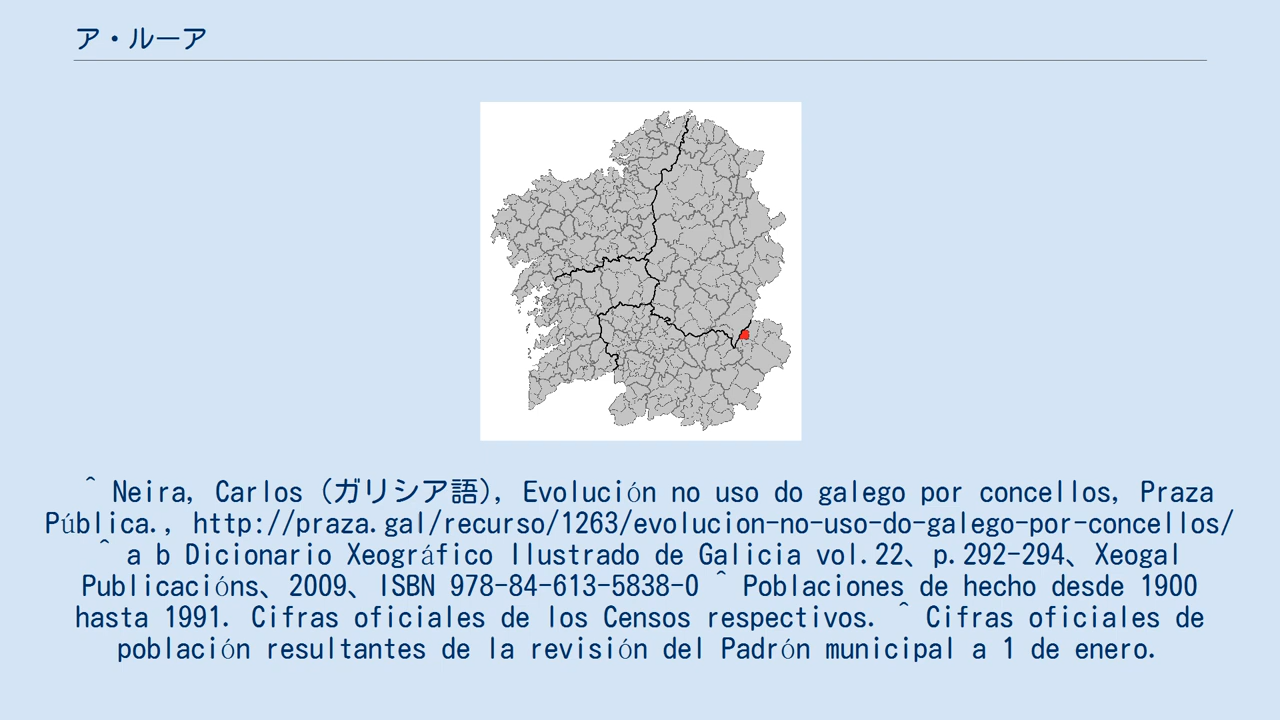 ア・ルーア
^ Neira, Carlos (ガリシア語), Evolución no uso do galego por concellos, Praza
Pública., http://praza.gal/recurso/1263/evolucion-no-uso-do-galego-por-concellos/
^ a b Dicionario Xeográfico Ilustrado de Galicia vol.22、p.292-294、Xeogal
Publicacións、2009、ISBN 978-84-613-5838-0 ^ Poblaciones de hecho desde 1900
hasta 1991. Cifras oficiales de los Censos respectivos. ^ Cifras oficiales de
población resultantes de la revisión del Padrón municipal a 1 de enero.